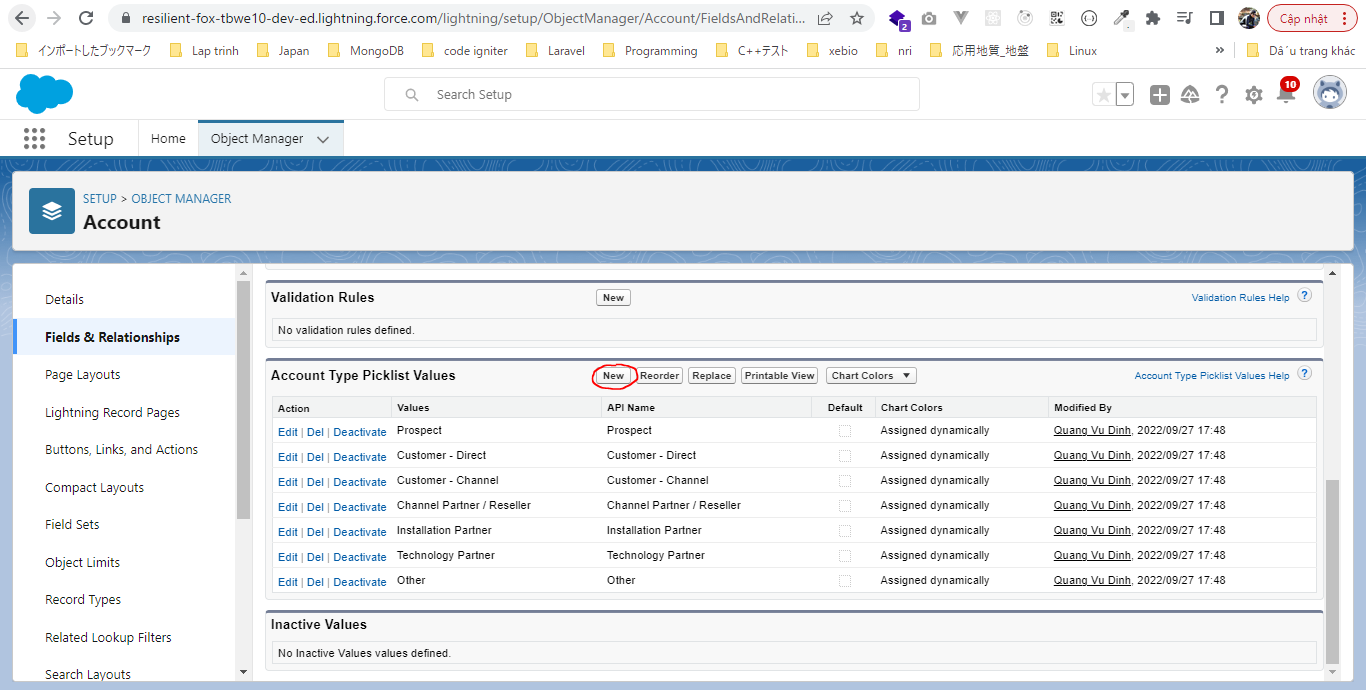 resilient-fox-tbwe10-dev-ed.lightning.force.com/lightning/setup/ObjectManager/Account/FieldsAndRelati...
2
Cập nhật
インポートしたブックマーク Lap trinh Japan MongoDB code igniter Laravel Programming C++テスト xebio nri 応用地質_地盤 Linux » Dấu trang khác
Search Setup
10
Setup Home Object Manager
SETUP > OBJECT MANAGER
Account
Details
Fields & Relationships
Page Layouts
Lightning Record Pages
Buttons, Links, and Actions
Compact Layouts
Field Sets
Object Limits
Record Types
Related Lookup Filters
Search Layouts
Validation Rules New Validation Rules Help ?
No validation rules defined.
Account Type Picklist Values New Reorder Replace Printable View Chart Colors Account Type Picklist Values Help ?
Action Values API Name Default Chart Colors Modified By
Edit | Del | Deactivate Prospect Prospect Assigned dynamically Quang Vu Dinh, 2022/09/27 17:48
Edit | Del | Deactivate Customer - Direct Customer - Direct Assigned dynamically Quang Vu Dinh, 2022/09/27 17:48
Edit | Del | Deactivate Customer - Channel Customer - Channel Assigned dynamically Quang Vu Dinh, 2022/09/27 17:48
Edit | Del | Deactivate Channel Partner / Reseller Channel Partner / Reseller Assigned dynamically Quang Vu Dinh, 2022/09/27 17:48
Edit | Del | Deactivate Installation Partner Installation Partner Assigned dynamically Quang Vu Dinh, 2022/09/27 17:48
Edit | Del | Deactivate Technology Partner Technology Partner Assigned dynamically Quang Vu Dinh, 2022/09/27 17:48
Edit | Del | Deactivate Other Other Assigned dynamically Quang Vu Dinh, 2022/09/27 17:48
Inactive Values
No Inactive Values values defined.